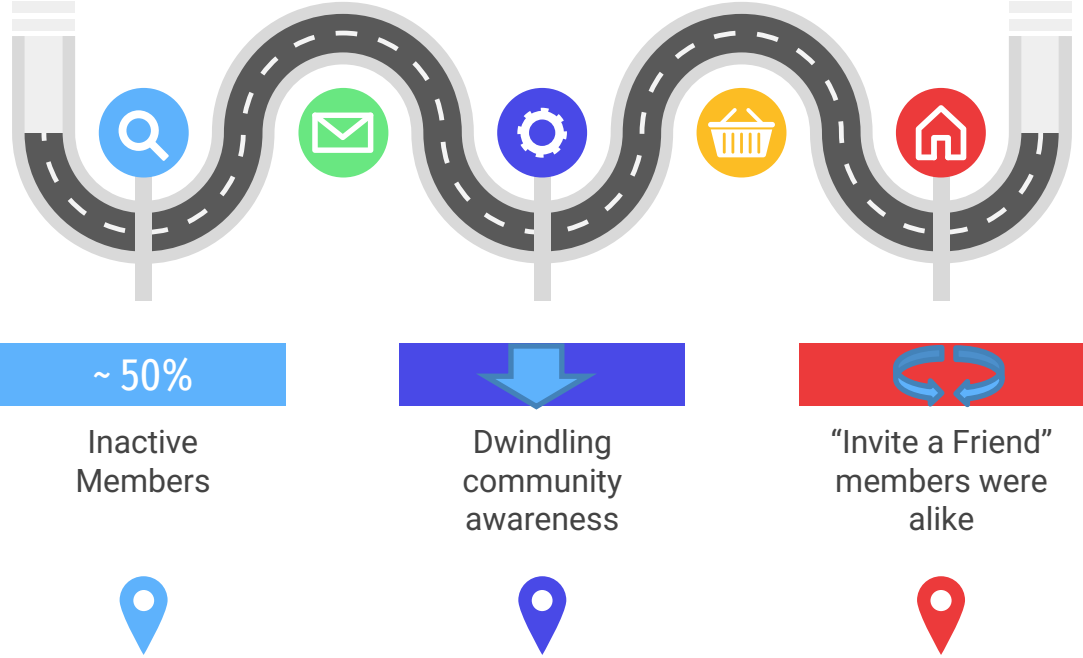 ~ 50%
Inactive
Members
Dwindling
community
awareness
“Invite a Friend”
members were
alike